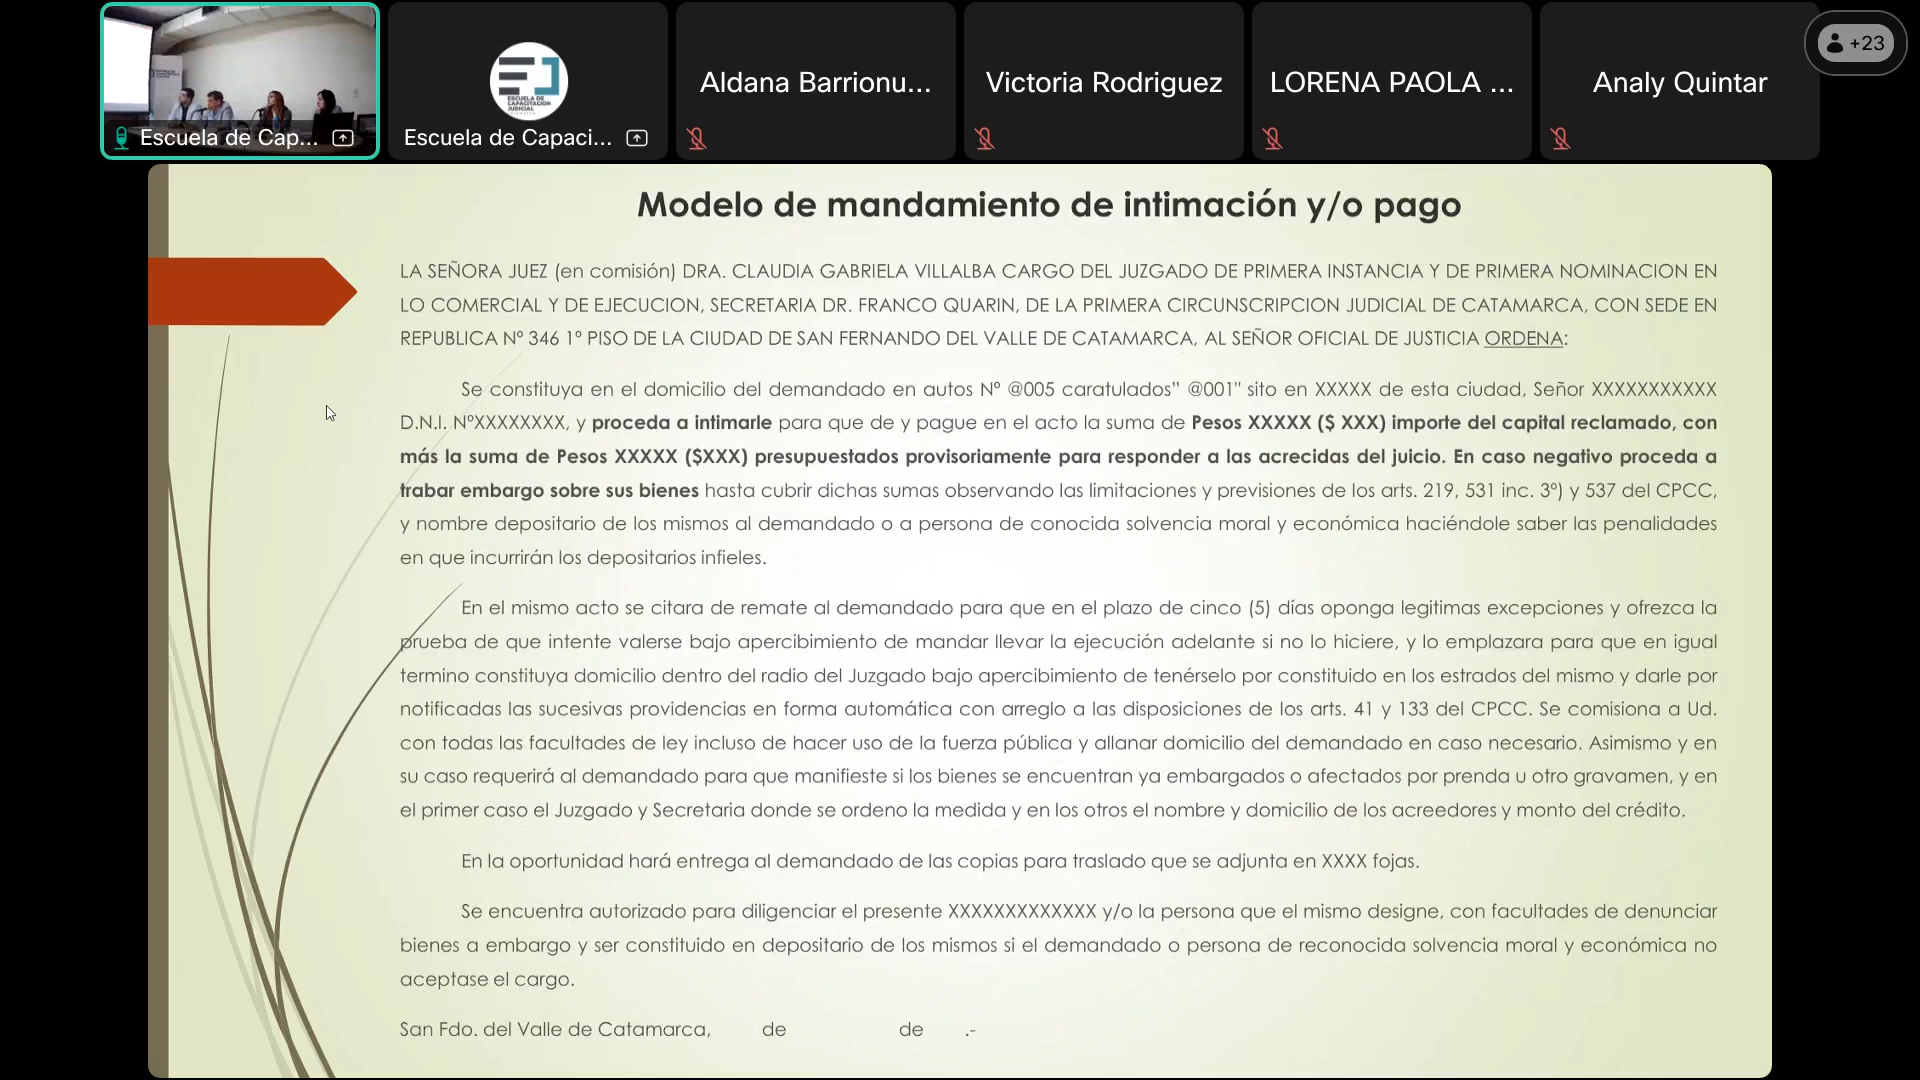 Escuela de Cap...
ESCUELA DE
CAPACITACION
JUDICIAL
Escuela de Capaci...
Aldana Barrionu...
Victoria Rodriguez
LORENA PAOLA ...
Analy Quintar
+23
Modelo de mandamiento de intimación y/o pago
LA SEÑORA JUEZ (en comisión) DRA. CLAUDIA GABRIELA VILLALBA CARGO DEL JUZGADO DE PRIMERA INSTANCIA Y DE PRIMERA NOMINACION EN
LO COMERCIAL Y DE EJECUCION, SECRETARIA DR. FRANCO QUARIN, DE LA PRIMERA CIRCUNSCRIPCION JUDICIAL DE CATAMARCA, CON SEDE EN
REPUBLICA Nº 346 1º PISO DE LA CIUDAD DE SAN FERNANDO DEL VALLE DE CATAMARCA, AL SEÑOR OFICIAL DE JUSTICIA ORDENA:
Se constituya en el domicilio del demandado en autos Nº @005 caratulados” @001" sito en XXXXX de esta ciudad, Señor XXXXXXXXXXX
D.N.I. NºXXXXXXXX, y proceda a intimarle para que de y pague en el acto la suma de Pesos XXXXX ($ XXX) importe del capital reclamado, con
más la suma de Pesos XXXXX ($XXX) presupuestados provisoriamente para responder a las acrecidas del juicio. En caso negativo proceda a
trabar embargo sobre sus bienes hasta cubrir dichas sumas observando las limitaciones y previsiones de los arts. 219, 531 inc. 3º) y 537 del CPCC,
y nombre depositario de los mismos al demandado o a persona de conocida solvencia moral y económica haciéndole saber las penalidades
en que incurrirán los depositarios infieles.
En el mismo acto se citara de remate al demandado para que en el plazo de cinco (5) días oponga legitimas excepciones y ofrezca la
prueba de que intente valerse bajo apercibimiento de mandar llevar la ejecución adelante si no lo hiciere, y lo emplazara para que en igual
termino constituya domicilio dentro del radio del Juzgado bajo apercibimiento de tenérselo por constituido en los estrados del mismo y darle por
notificadas las sucesivas providencias en forma automática con arreglo a las disposiciones de los arts. 41 y 133 del CPCC. Se comisiona a Ud.
con todas las facultades de ley incluso de hacer uso de la fuerza pública y allanar domicilio del demandado en caso necesario. Asimismo y en
su caso requerirá al demandado para que manifieste si los bienes se encuentran ya embargados o afectados por prenda u otro gravamen, y en
el primer caso el Juzgado y Secretaria donde se ordeno la medida y en los otros el nombre y domicilio de los acreedores y monto del crédito.
En la oportunidad hará entrega al demandado de las copias para traslado que se adjunta en XXXX fojas.
Se encuentra autorizado para diligenciar el presente XXXXXXXXXXXXX y/o la persona que el mismo designe, con facultades de denunciar
bienes a embargo y ser constituido en depositario de los mismos si el demandado o persona de reconocida solvencia moral y económica no
aceptase el cargo.
San Fdo. del Valle de Catamarca, de de .-